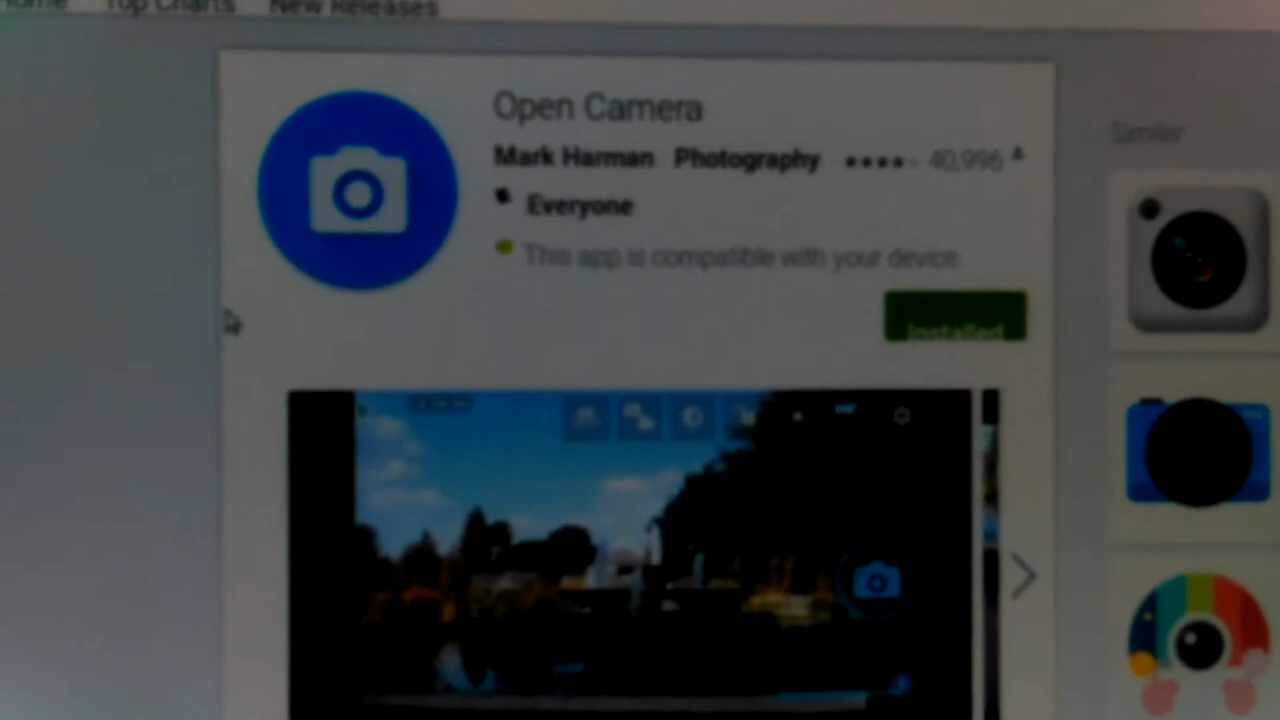 Home Top Charts New Releases
Open Camera
Mark Harman Photography 40,996
Everyone
This app is compatible with your device.
Installed
Similar